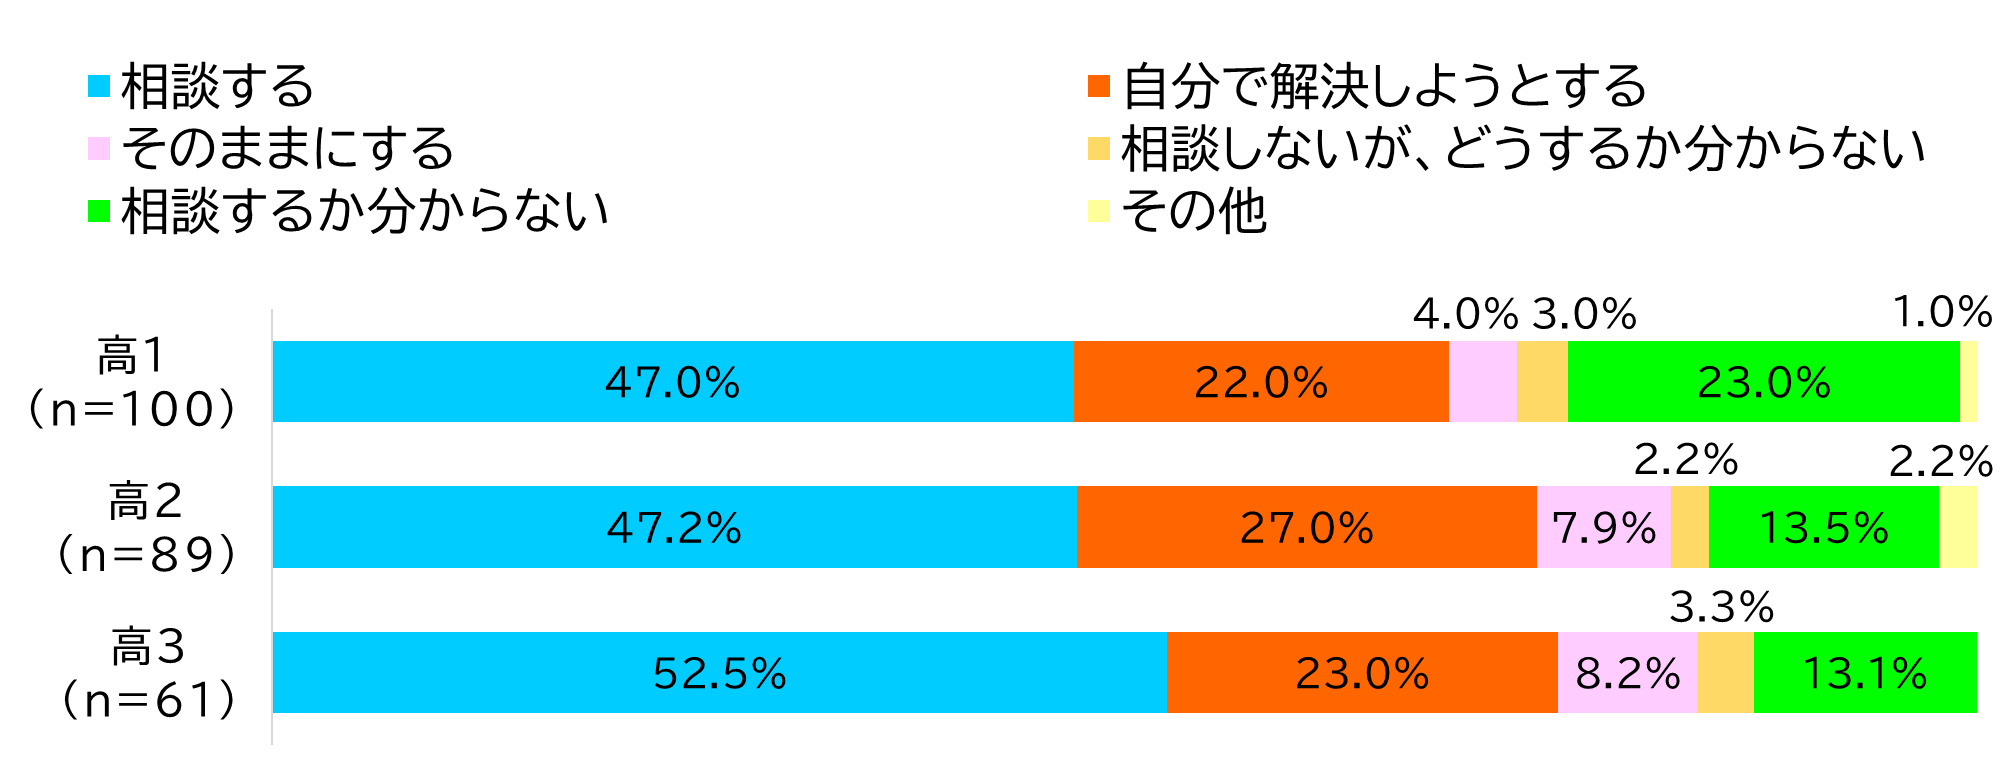 相談する
自分で解決しようとする
そのままにする
相談しないが、どうするか分からない
相談するか分からない
その他
4.0% 3.0% 1.0%
高1
（n=100）
47.0% 22.0% 23.0%
2.2% 2.2%
高2
（n=89）
47.2% 27.0% 7.9% 13.5%
3.3%
高3
（n=61）
52.5% 23.0% 8.2% 13.1%